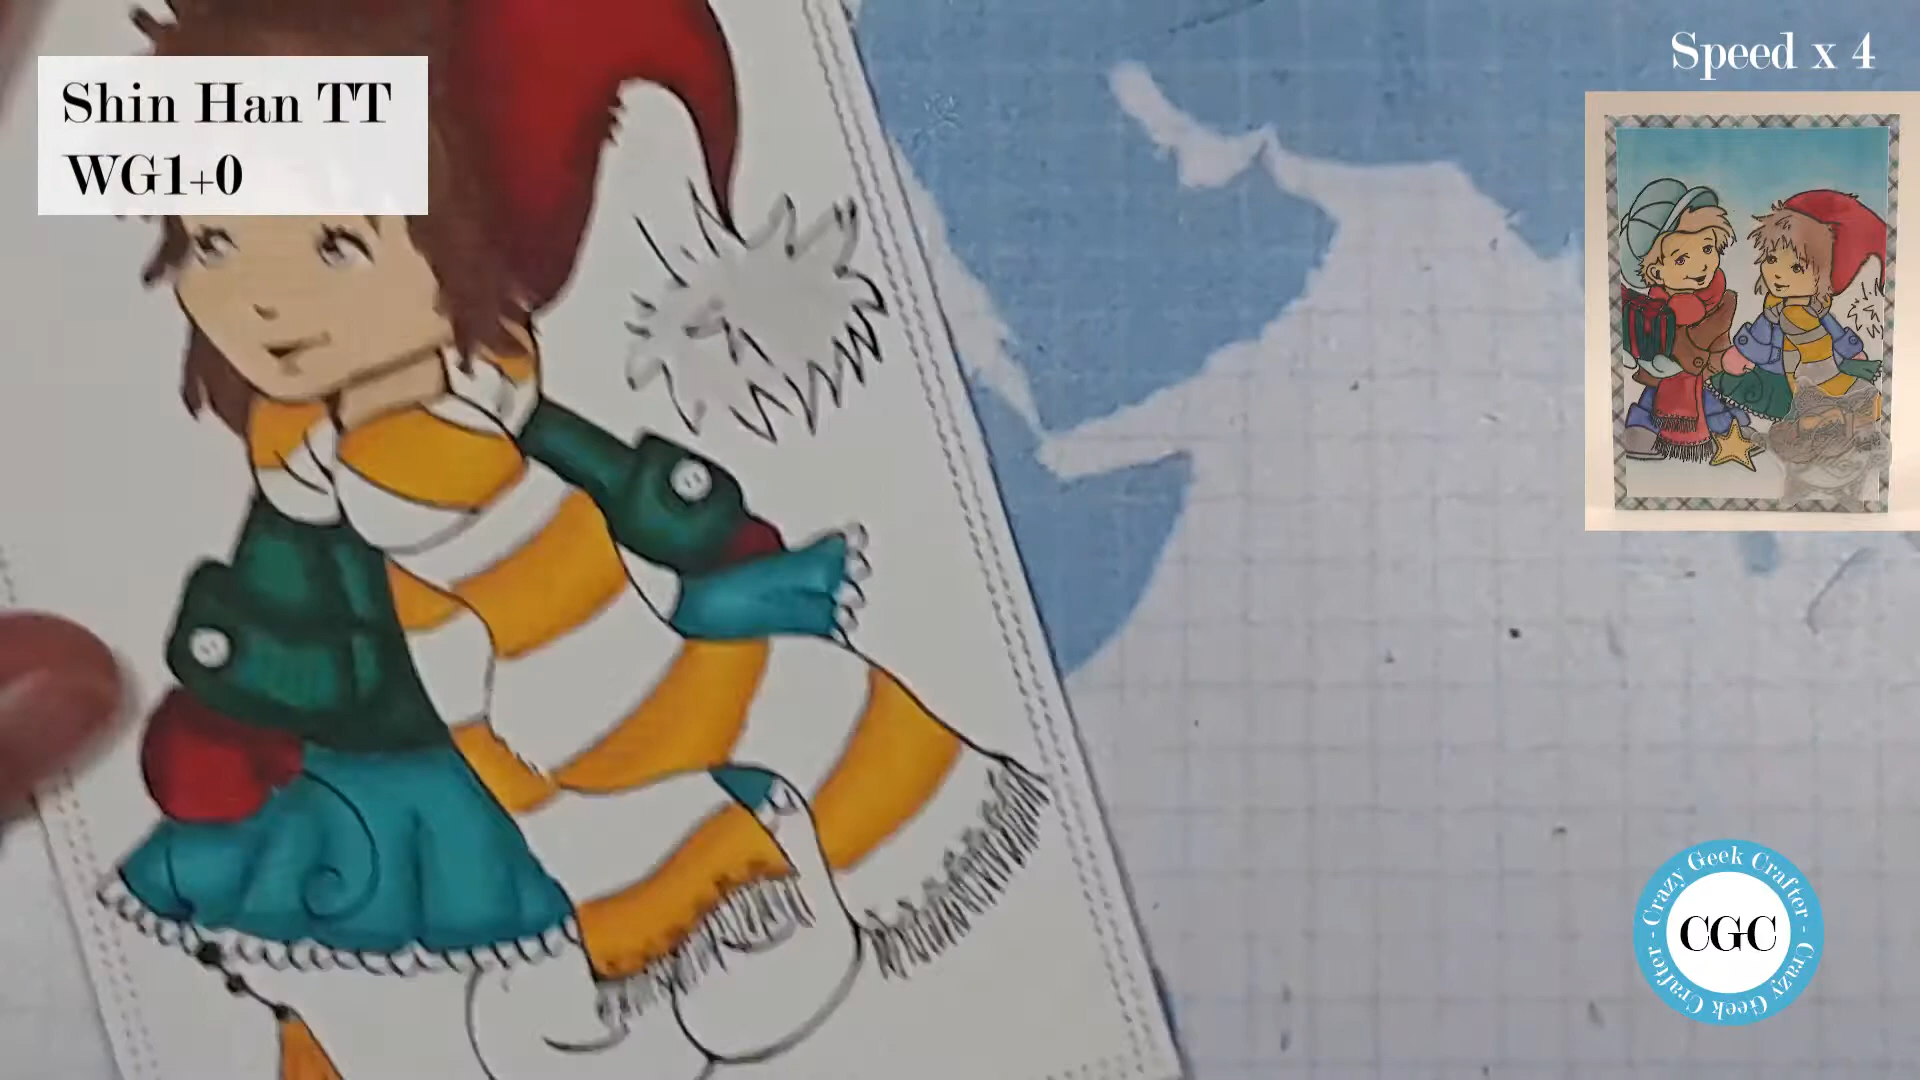 Shin Han TT
WG1+0
Speed x 4
- Crazy Geek Crafter - Crazy Geek Crafter
CGC